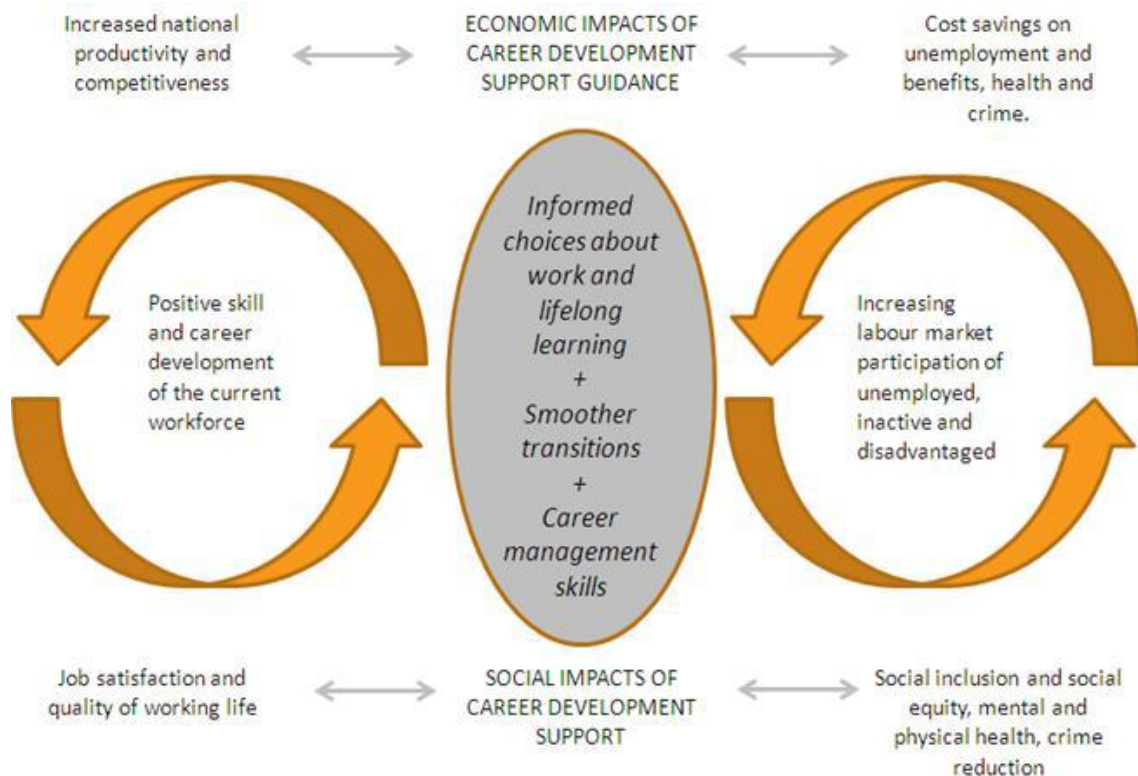 Increased national
productivity and
competitiveness
ECONOMIC IMPACTS OF
CAREER DEVELOPMENT
SUPPORT GUIDANCE
Cost savings on
unemployment and
benefits, health and
crime.
Positive skill
and career
development
of the current
workforce
Informed
choices about
work and
lifelong
learning
+
Smoother
transitions
+
Career
management
skills
Increasing
labour market
participation of
unemployed,
inactive and
disadvantaged
Job satisfaction and
quality of working life
SOCIAL IMPACTS OF
CAREER DEVELOPMENT
SUPPORT
Social inclusion and social
equity, mental and
physical health, crime
reduction